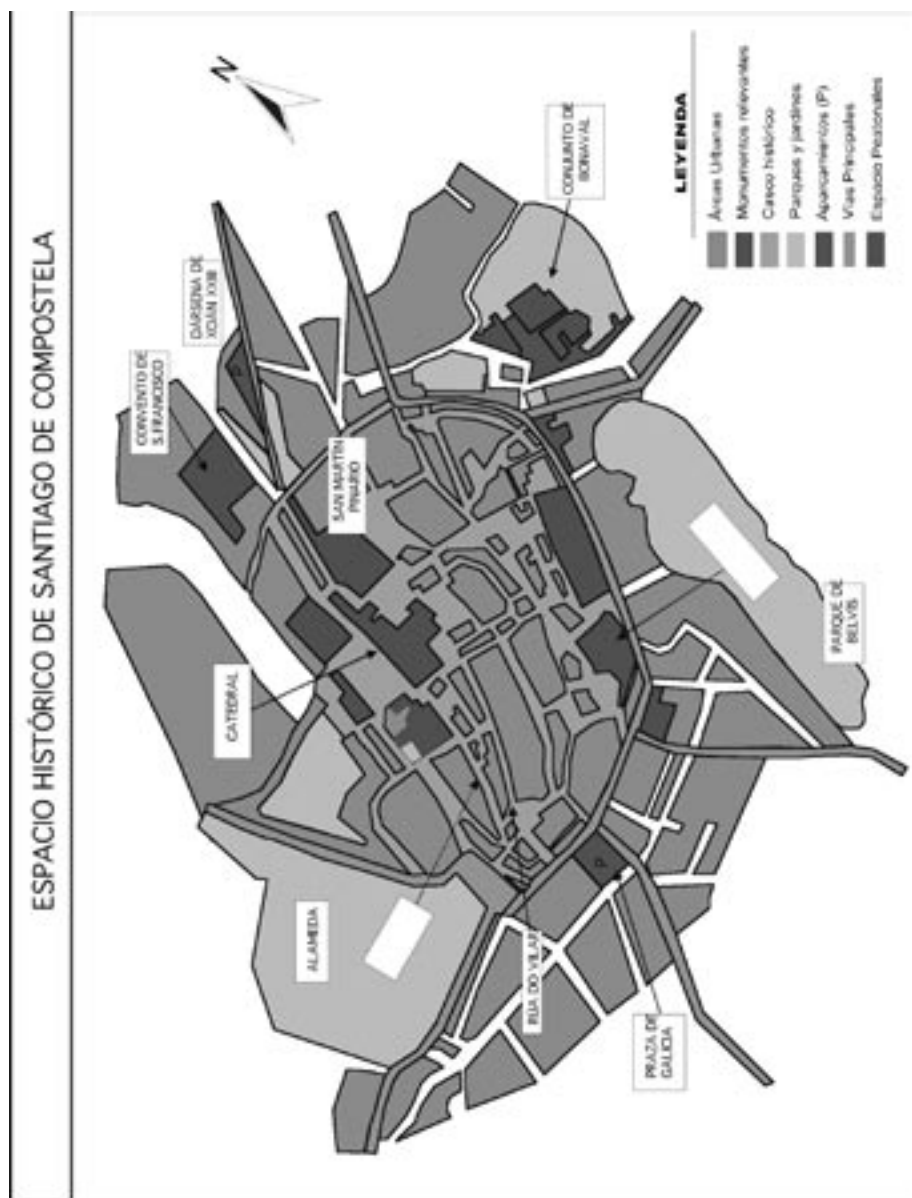 ESPACIO HISTÓRICO DE SANTIAGO DE COMPOSTELA
N
CONVENTO DE
S.FRANCISCO
DÁRSENA DE
XOÁN XXIII
P
SAN MARTÍN
PINARIO
CONJUNTO DE
BONAVAL
CATEDRAL
ALAMEDA
RÚA DO VILAR
P
PRAZA DE
GALICIA
PARQUE DE
BELVIS
LEYENDA
Áreas Urbanas
Monumentos relevantes
Casco histórico
Parques y jardines
Aparcamientos (P)
Vías Principales
Espacio Peatonales